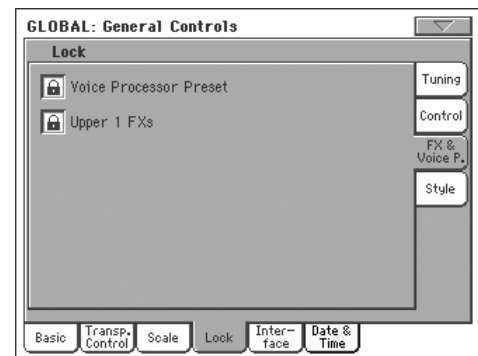 GLOBAL: General Controls
Lock
Voice Processor Preset
Upper 1 FXs
Tuning
Control
FX &
Voice P.
Style
Basic
Transp.
Control
Scale
Lock
Inter-
face
Date &
Time